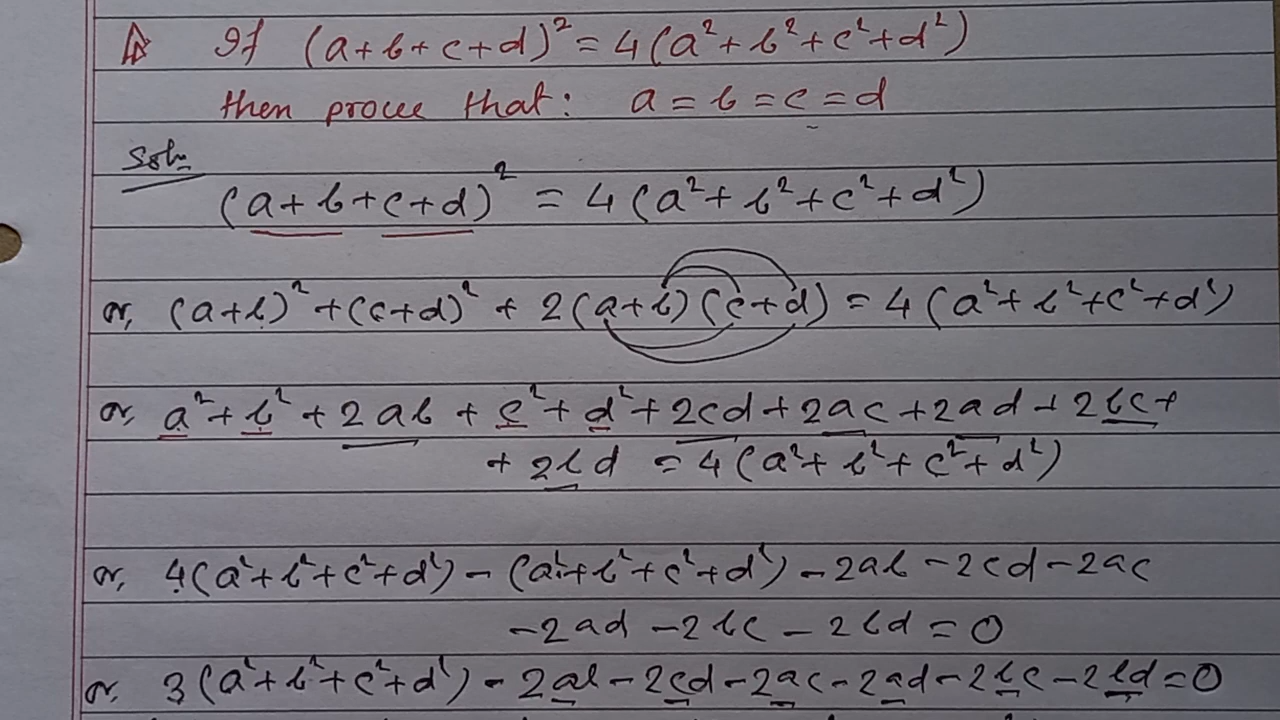 If (a+b+c+d)² = 4(a²+b²+c²+d²)
then prove that: a = b = c = d
Soln
(a+b+c+d)² = 4(a²+b²+c²+d²)
or, (a+b)² + (c+d)² + 2(a+b)(c+d) = 4(a²+b²+c²+d²)
or, a²+b²+2ab+c²+d²+2cd+2ac+2ad+2bc+
+2bd = 4(a²+b²+c²+d²)
or, 4(a²+b²+c²+d²) - (a²+b²+c²+d²) - 2ab - 2cd - 2ac
-2ad - 2bc - 2bd = 0
or, 3(a²+b²+c²+d²) - 2ab - 2cd - 2ac - 2ad - 2bc - 2bd = 0